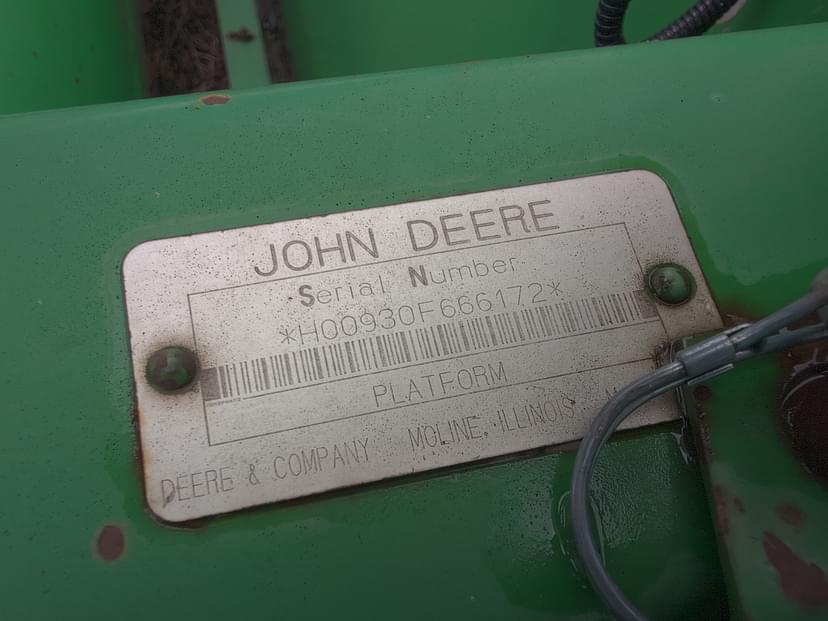 JOHN DEERE
Serial Number
*H00930F666172*
PLATFORM
DEERE & COMPANY MOLINE, ILLINOIS